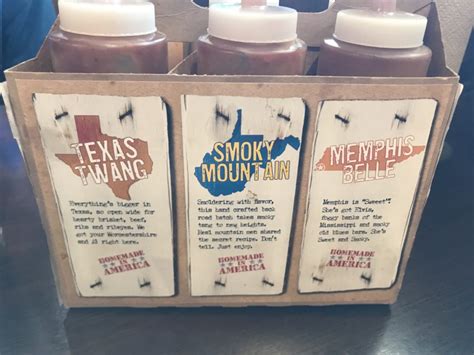 TEXAS
TWANG
Everything's bigger in
Texas, so open wide for
hearty brisket, beef,
ribs and ribeyes. We
got your Worcestershire
and A1 right here.
HOMEMADE
IN
AMERICA
SMOKY
MOUNTAIN
Smoldering with flavor,
this hand crafted back
road batch takes smoky
tang to new heights.
Real mountain men shared
the secret recipe. Don't
tell. Just enjoy.
HOMEMADE
IN
AMERICA
MEMPHIS
BELLE
Memphis is "Sweet"!
She's got Elvis,
foggy banks of the
Mississippi and smoky
old blues bars. She's
Sweet and Smoky.
HOMEMADE
IN
AMERICA